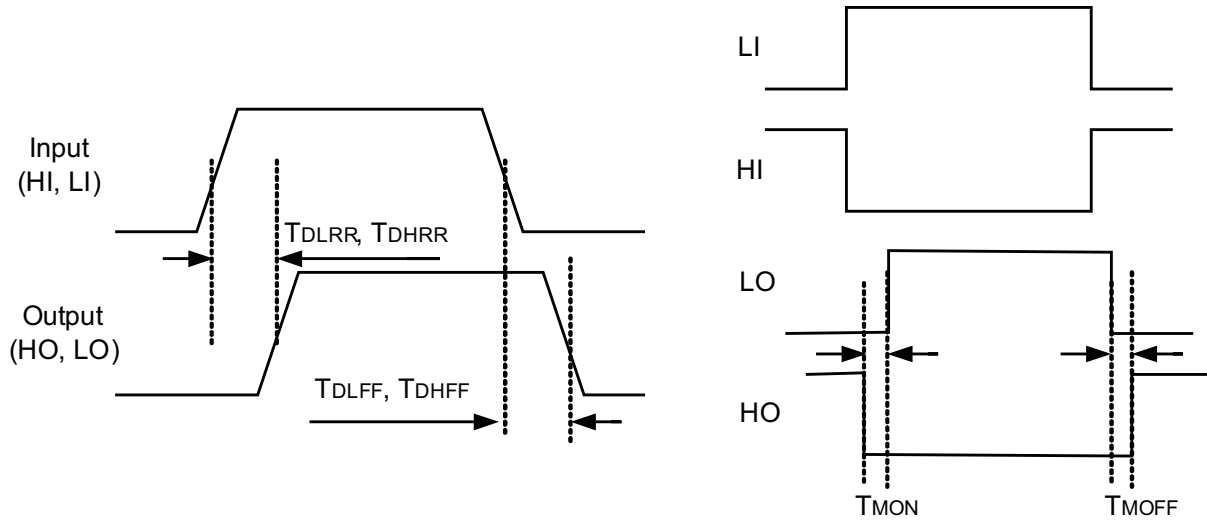 Input
(HI, LI)
TDLRR, TDHRR
Output
(HO, LO)
TDLFF, TDHFF
LI
HI
LO
HO
TMON
TMOFF